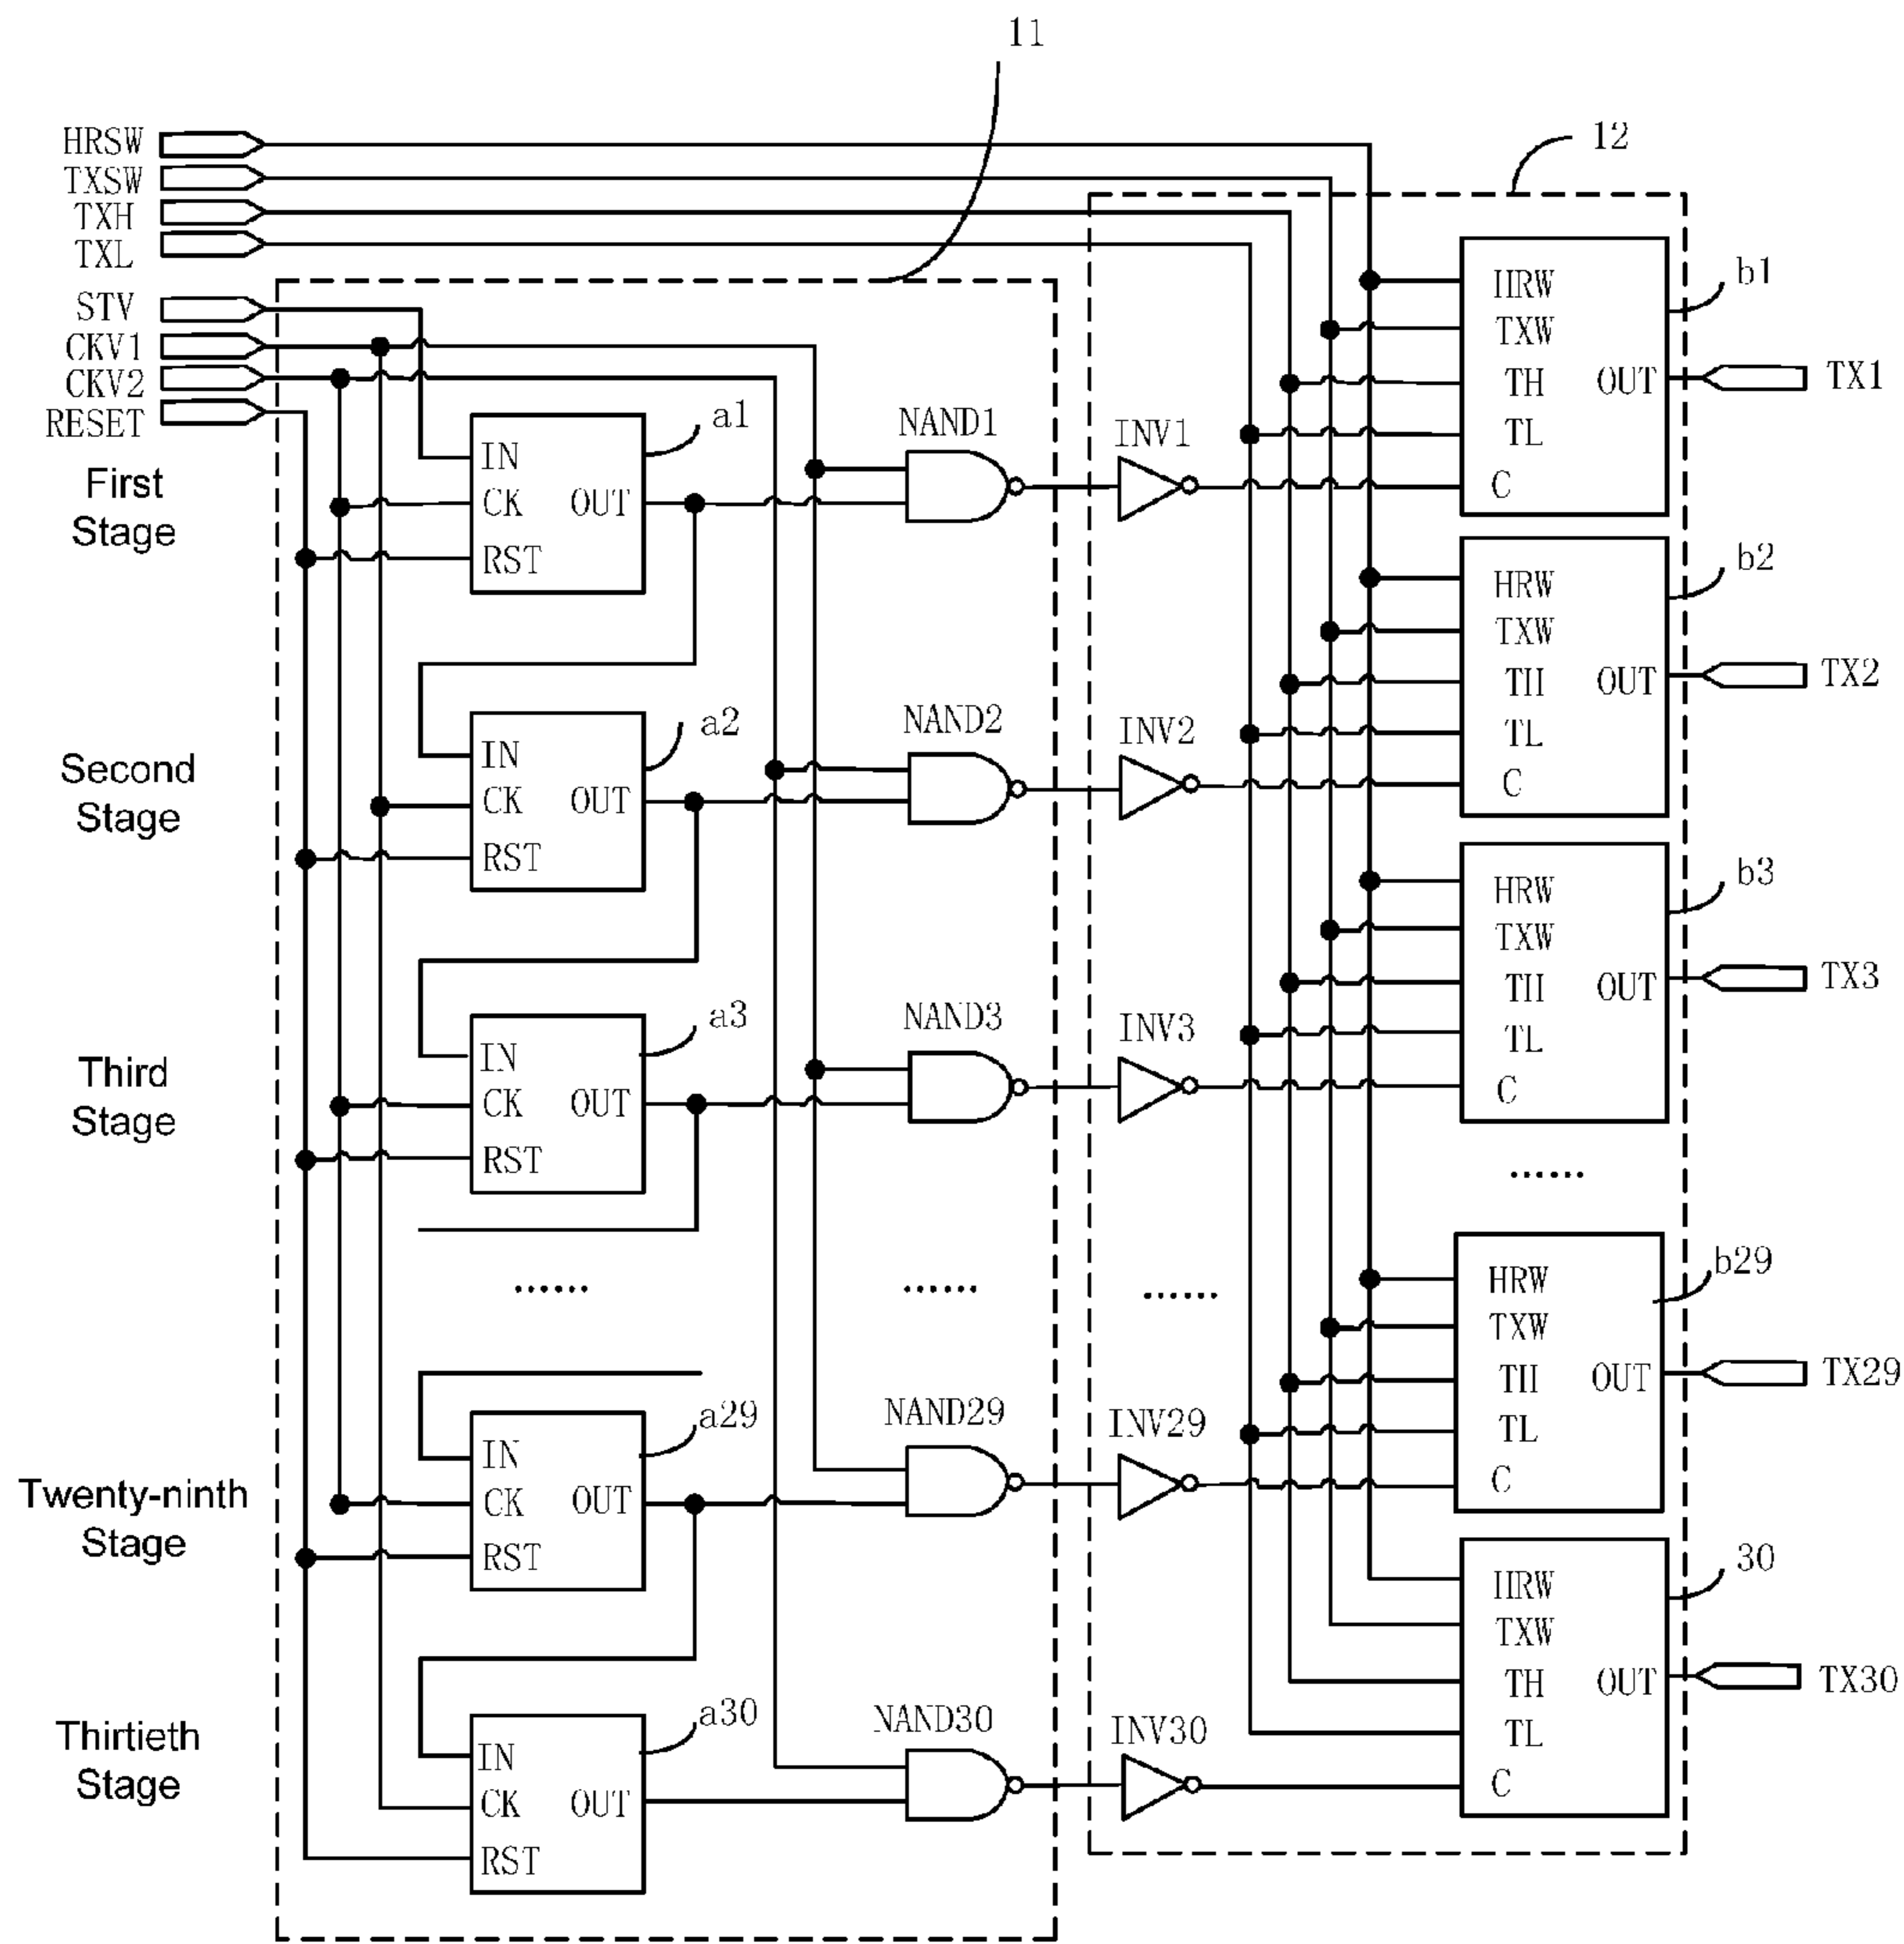 11
HRSW
TXSW
TXH
TXL
12
STV
CKV1
CKV2
RESET
First
Stage
a1
IN
CK
OUT
RST
NAND1
INV1
HRW
TXW
TH
TL
C
OUT
b1
TX1
Second
Stage
a2
IN
CK
OUT
RST
NAND2
INV2
HRW
TXW
TH
TL
C
OUT
b2
TX2
Third
Stage
a3
IN
CK
OUT
RST
NAND3
INV3
HRW
TXW
TH
TL
C
OUT
b3
TX3
......
......
......
......
Twenty-ninth
Stage
a29
IN
CK
OUT
RST
NAND29
INV29
HRW
TXW
TH
TL
C
OUT
b29
TX29
Thirtieth
Stage
a30
IN
CK
OUT
RST
NAND30
INV30
HRW
TXW
TH
TL
C
OUT
30
TX30